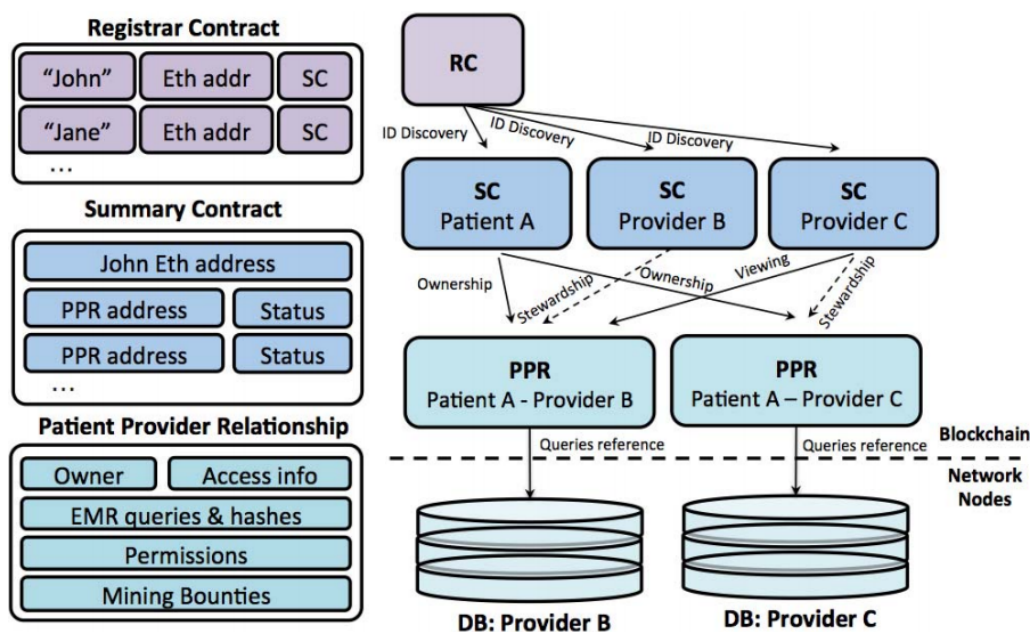 Registrar Contract
“John”
Eth addr
SC
“Jane”
Eth addr
SC
...
Summary Contract
John Eth address
PPR address
Status
PPR address
Status
...
Patient Provider Relationship
Owner
Access info
EMR queries & hashes
Permissions
Mining Bounties
RC
ID Discovery
ID Discovery
ID Discovery
SC
Patient A
SC
Provider B
SC
Provider C
Ownership
Stewardship
Ownership
Viewing
Stewardship
PPR
Patient A - Provider B
PPR
Patient A – Provider C
Queries reference
Queries reference
Blockchain
Network
Nodes
DB: Provider B
DB: Provider C